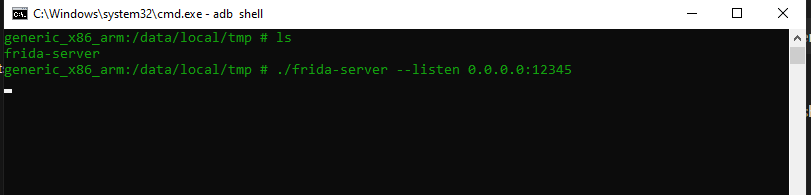 C:\Windows\system32\cmd.exe - adb shell
generic_x86_arm:/data/local/tmp # ls
frida-server
generic_x86_arm:/data/local/tmp # ./frida-server --listen 0.0.0.0:12345